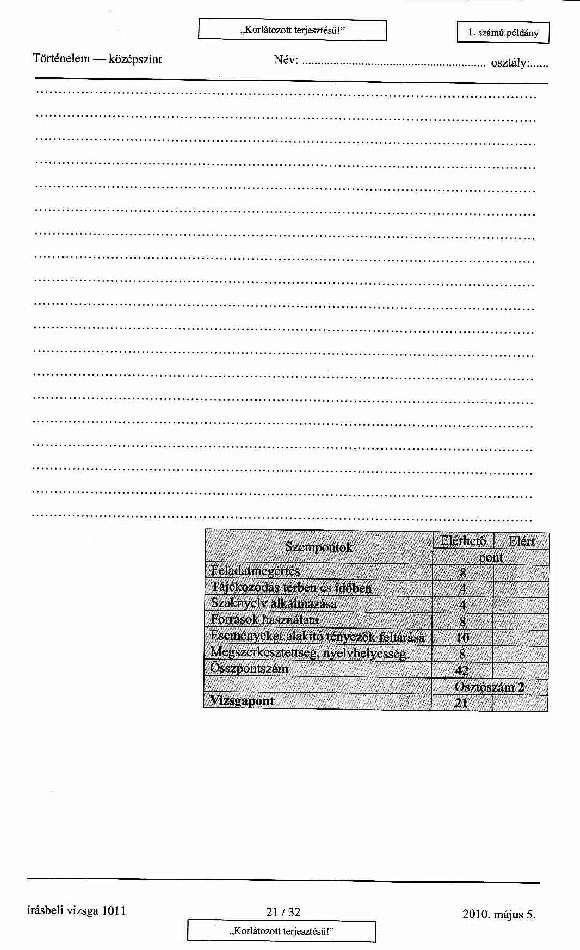 „Korlátozott terjesztésű!”
1. számú példány
Történelem — középszint Név: ............................................................... osztály:......
Szempontok Elérhető Elért
pont
Feladatmegértés 8
Tájékozódás térben és időben 4
Szaknyelv alkalmazása 4
Források használata 8
Eseményeket alakító tényezők feltárása 10
Megszerkesztettség, nyelvhelyesség 8
Összpontszám 42
Osztószám 2
Vizsgapont 21
írásbeli vizsga 1011 21 / 32 2010. május 5.
„Korlátozott terjesztésű!”